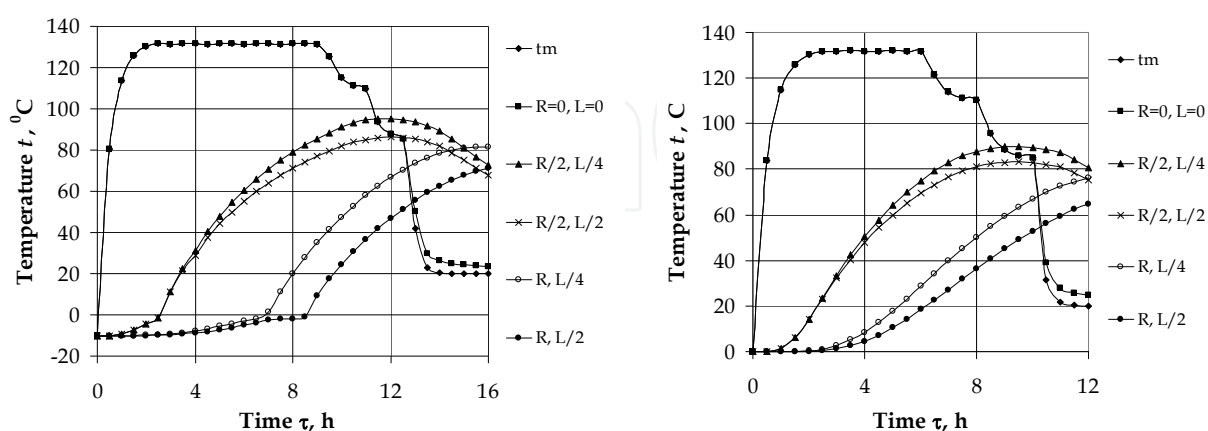 140
120
100
80
60
40
20
0
-20
0 4 8 12 16
Temperature t, ⁰C
Time τ, h
tm
R=0, L=0
R/2, L/4
R/2, L/2
R, L/4
R, L/2
140
120
100
80
60
40
20
0
0 4 8 12
Temperature t, C
Time τ, h
tm
R=0, L=0
R/2, L/4
R/2, L/2
R, L/4
R, L/2